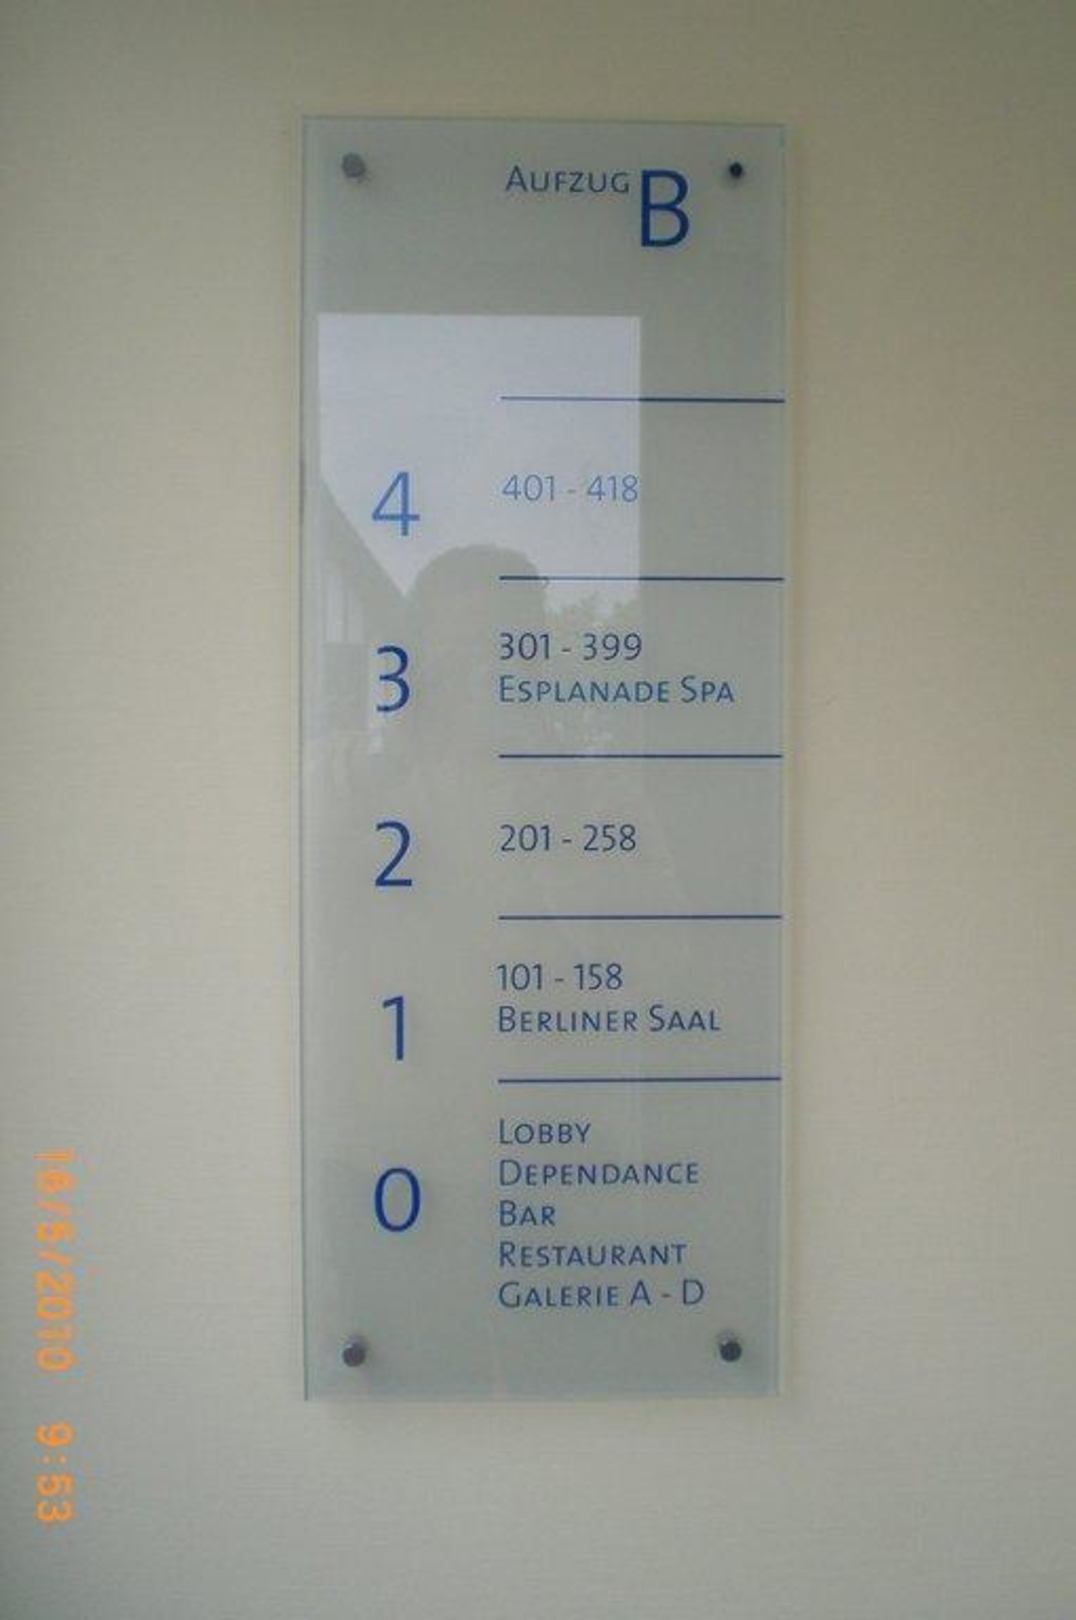 Aufzug B
4
401 - 418
3
301 - 399
Esplanade Spa
2
201 - 258
1
101 - 158
Berliner Saal
0
Lobby
Dependance
Bar
Restaurant
Galerie A - D
16/5/2010 9:53